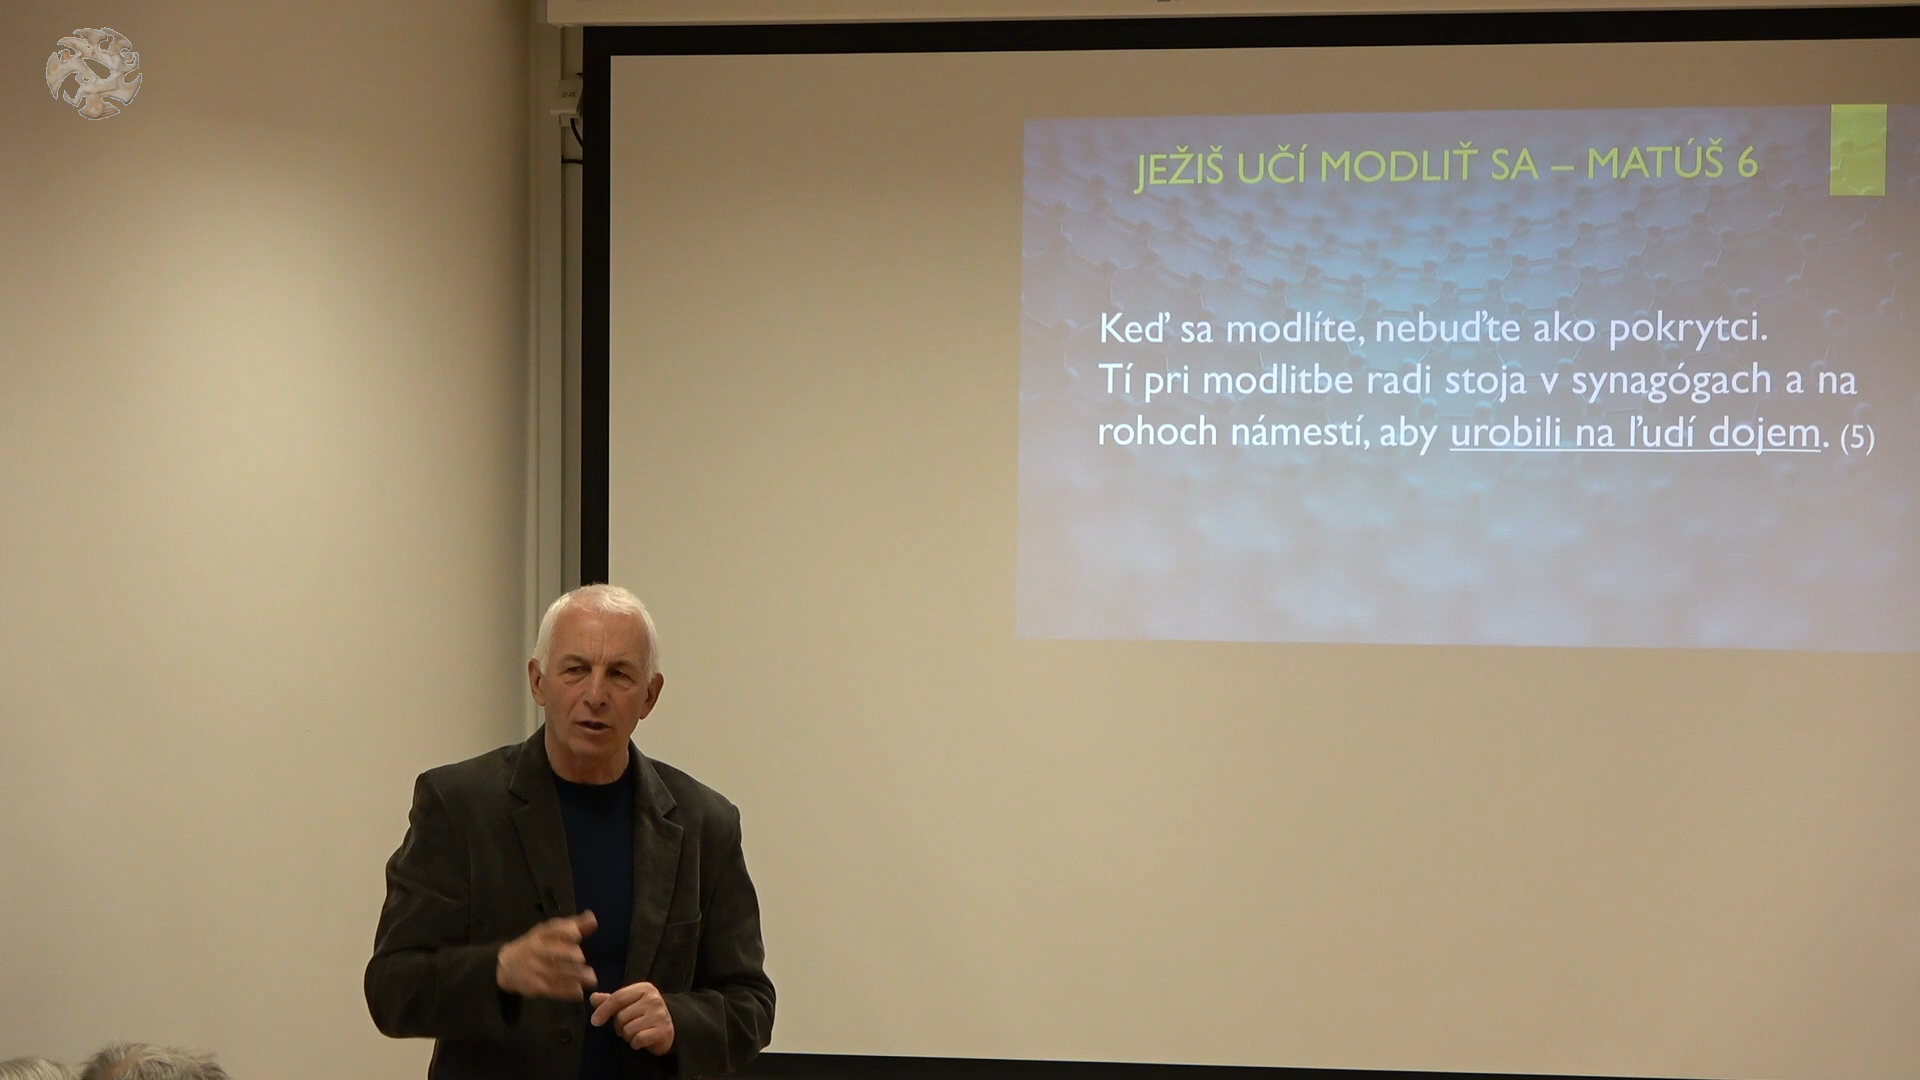 JEŽIŠ UČÍ MODLIŤ SA – MATÚŠ 6
Keď sa modlíte, nebuďte ako pokrytci.
Tí pri modlitbe radi stoja v synagógach a na
rohoch námestí, aby urobili na ľudí dojem. (5)